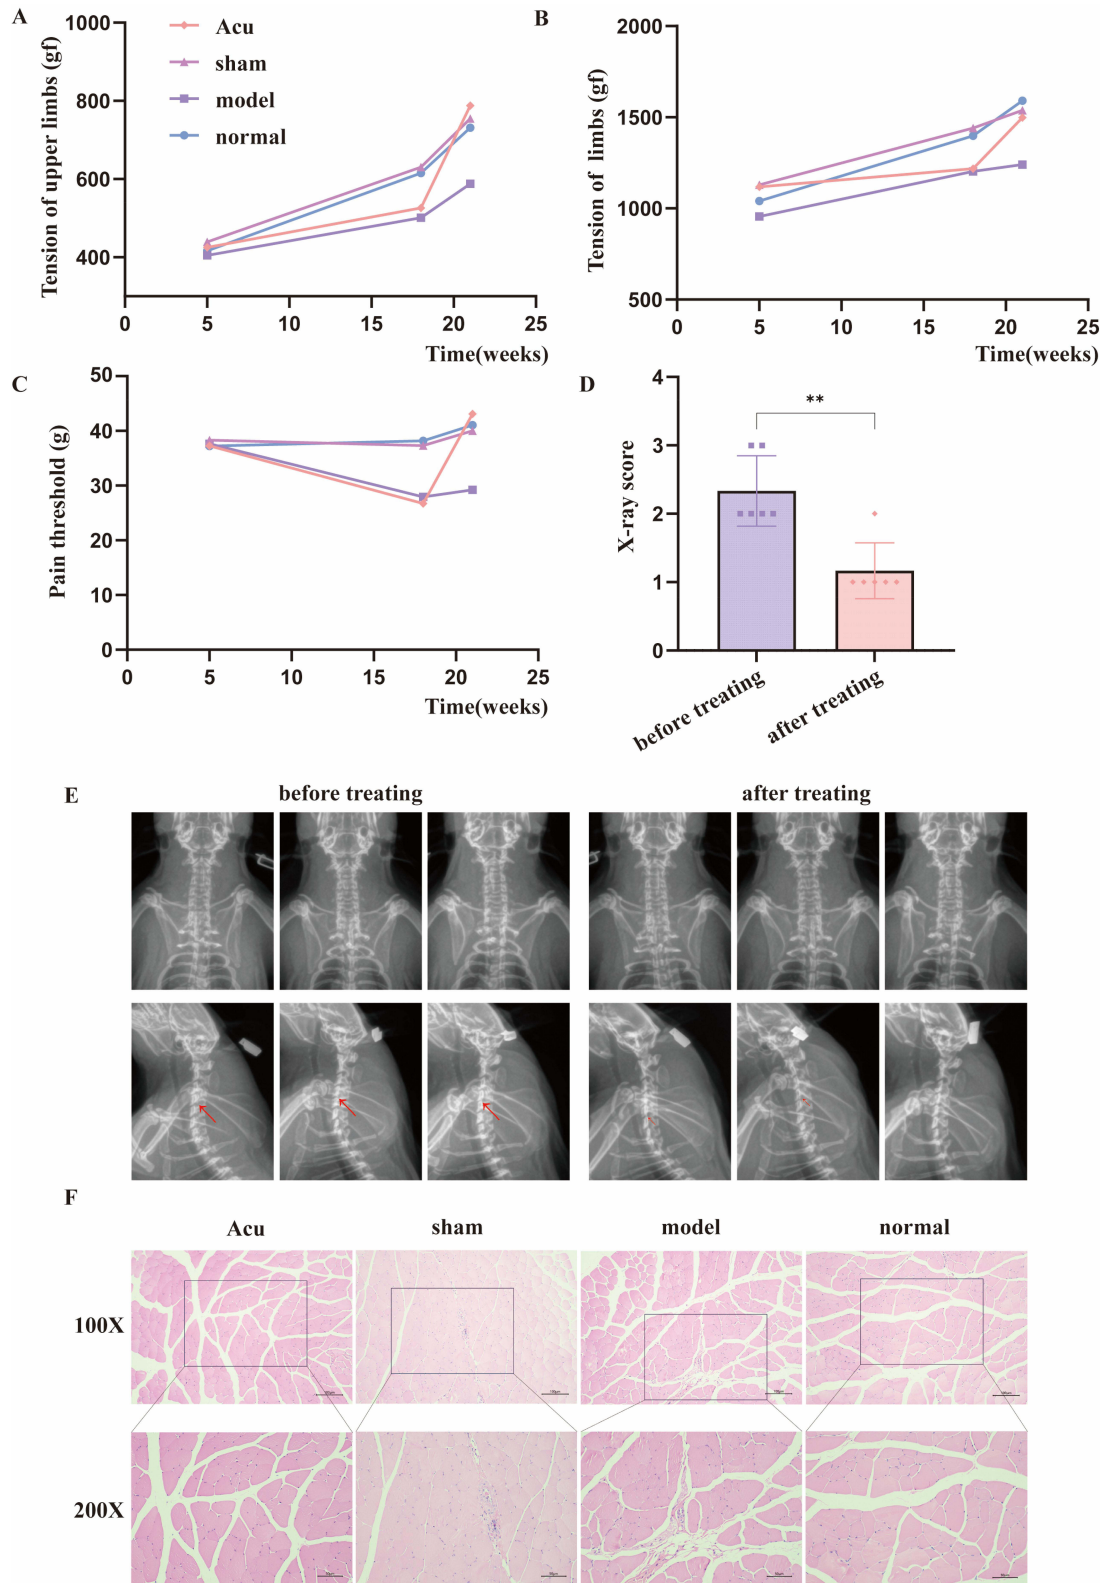 A
Tension of upper limbs (gf)
1000
800
600
400
0 5 10 15 20 25
Time(weeks)
Acu
sham
model
normal
B
Tension of limbs (gf)
2000
1500
1000
500
0 5 10 15 20 25
Time(weeks)
C
Pain threshold (g)
50
40
30
20
10
0
0 5 10 15 20 25
Time(weeks)
D
X-ray score
4
3
2
1
0
**
before treating
after treating
E
before treating after treating
F
Acu sham model normal
100X
200X